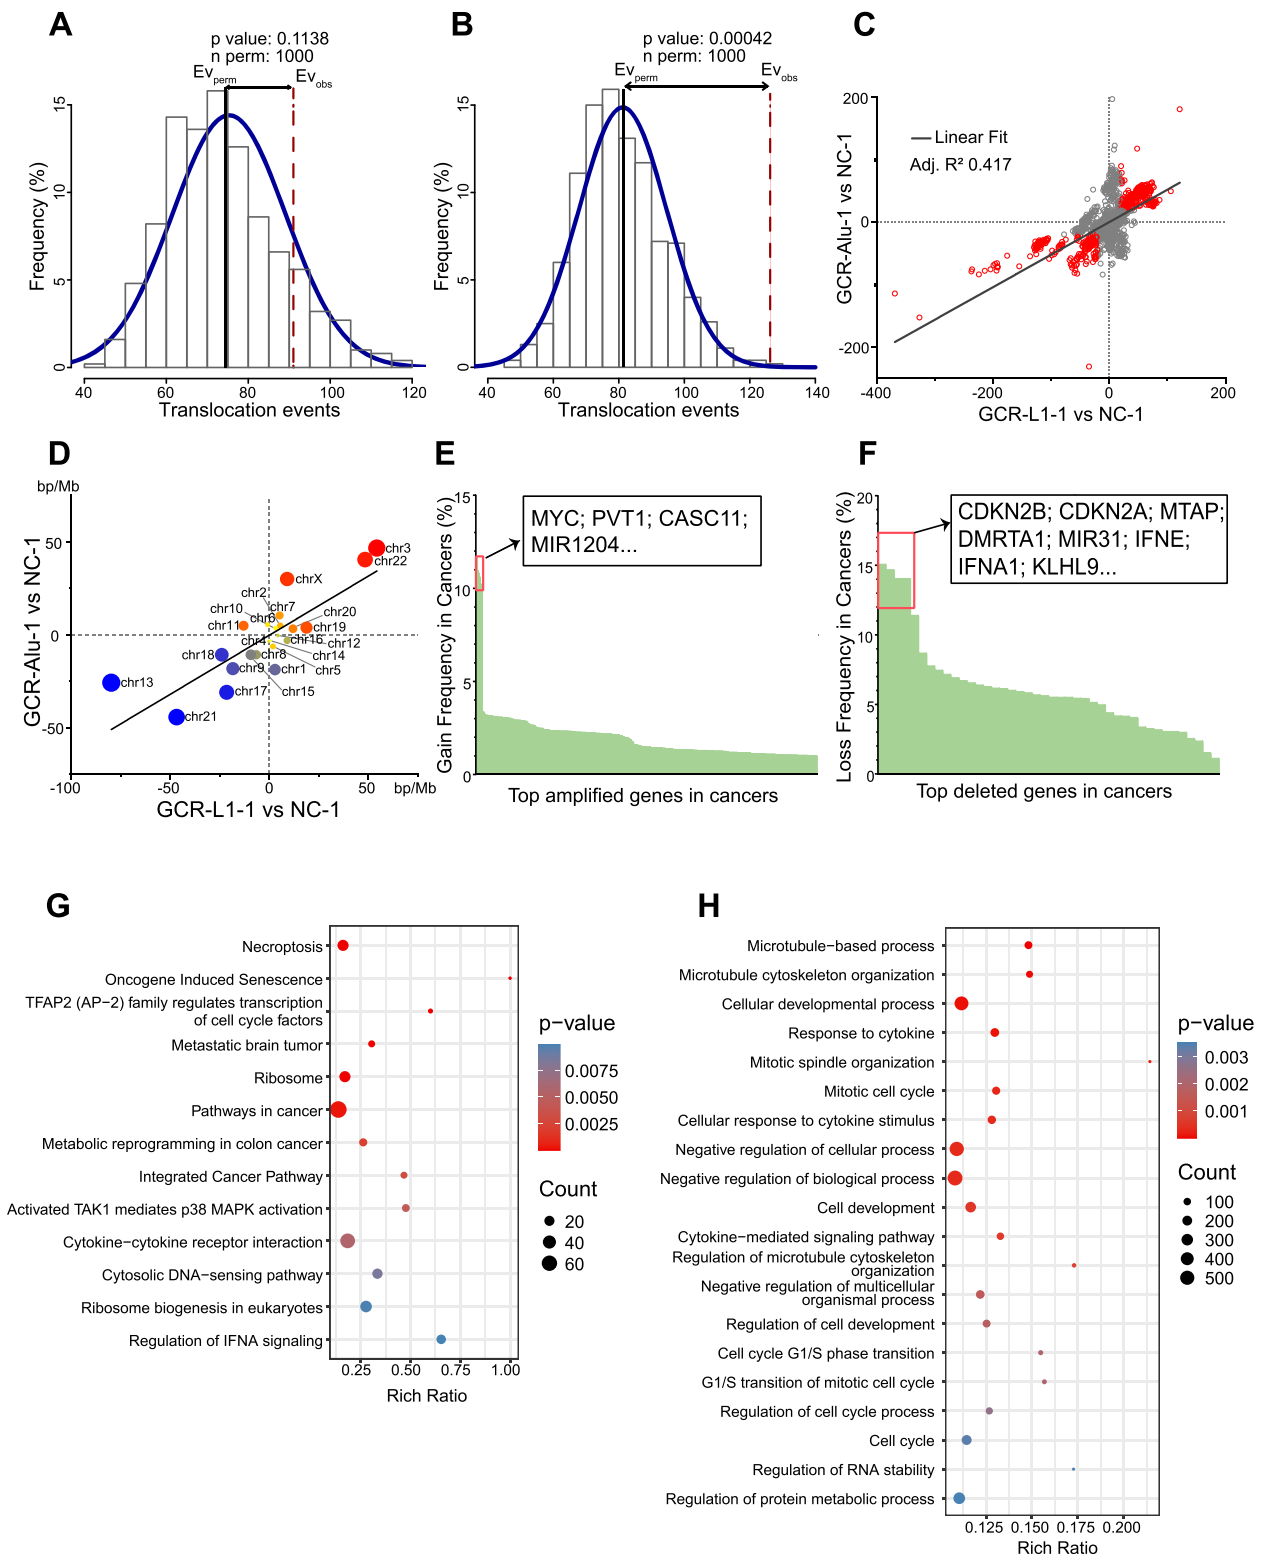 A
p value: 0.1138
n perm: 1000
Ev perm
Ev obs
Frequency (%)
15
10
5
0
40 60 80 100 120
Translocation events
B
p value: 0.00042
n perm: 1000
Ev perm
Ev obs
Frequency (%)
15
10
5
0
40 60 80 100 120 140
Translocation events
C
GCR-Alu-1 vs NC-1
200
0
-200
Linear Fit
Adj. R² 0.417
-400 -200 0 200
GCR-L1-1 vs NC-1
D
bp/Mb
GCR-Alu-1 vs NC-1
50
0
-50
chr3
chr22
chrX
chr2
chr7
chr10
chr6
chr20
chr11
chr19
chr4
chr16
chr12
chr18
chr8
chr14
chr9
chr1
chr5
chr13
chr17
chr15
chr21
-100 -50 0 50 bp/Mb
GCR-L1-1 vs NC-1
E
Gain Frequency in Cancers (%)
15
10
5
0
MYC; PVT1; CASC11;
MIR1204...
Top amplified genes in cancers
F
Loss Frequency in Cancers (%)
20
15
10
5
0
CDKN2B; CDKN2A; MTAP;
DMRTA1; MIR31; IFNE;
IFNA1; KLHL9...
Top deleted genes in cancers
G
Necroptosis
Oncogene Induced Senescence
TFAP2 (AP−2) family regulates transcription
of cell cycle factors
Metastatic brain tumor
Ribosome
Pathways in cancer
Metabolic reprogramming in colon cancer
Integrated Cancer Pathway
Activated TAK1 mediates p38 MAPK activation
Cytokine−cytokine receptor interaction
Cytosolic DNA−sensing pathway
Ribosome biogenesis in eukaryotes
Regulation of IFNA signaling
0.25 0.50 0.75 1.00
Rich Ratio
p−value
0.0075
0.0050
0.0025
Count
20
40
60
H
Microtubule−based process
Microtubule cytoskeleton organization
Cellular developmental process
Response to cytokine
Mitotic spindle organization
Mitotic cell cycle
Cellular response to cytokine stimulus
Negative regulation of cellular process
Negative regulation of biological process
Cell development
Cytokine−mediated signaling pathway
Regulation of microtubule cytoskeleton
organization
Negative regulation of multicellular
organismal process
Regulation of cell development
Cell cycle G1/S phase transition
G1/S transition of mitotic cell cycle
Regulation of cell cycle process
Cell cycle
Regulation of RNA stability
Regulation of protein metabolic process
0.125 0.150 0.175 0.200
Rich Ratio
p−value
0.003
0.002
0.001
Count
100
200
300
400
500